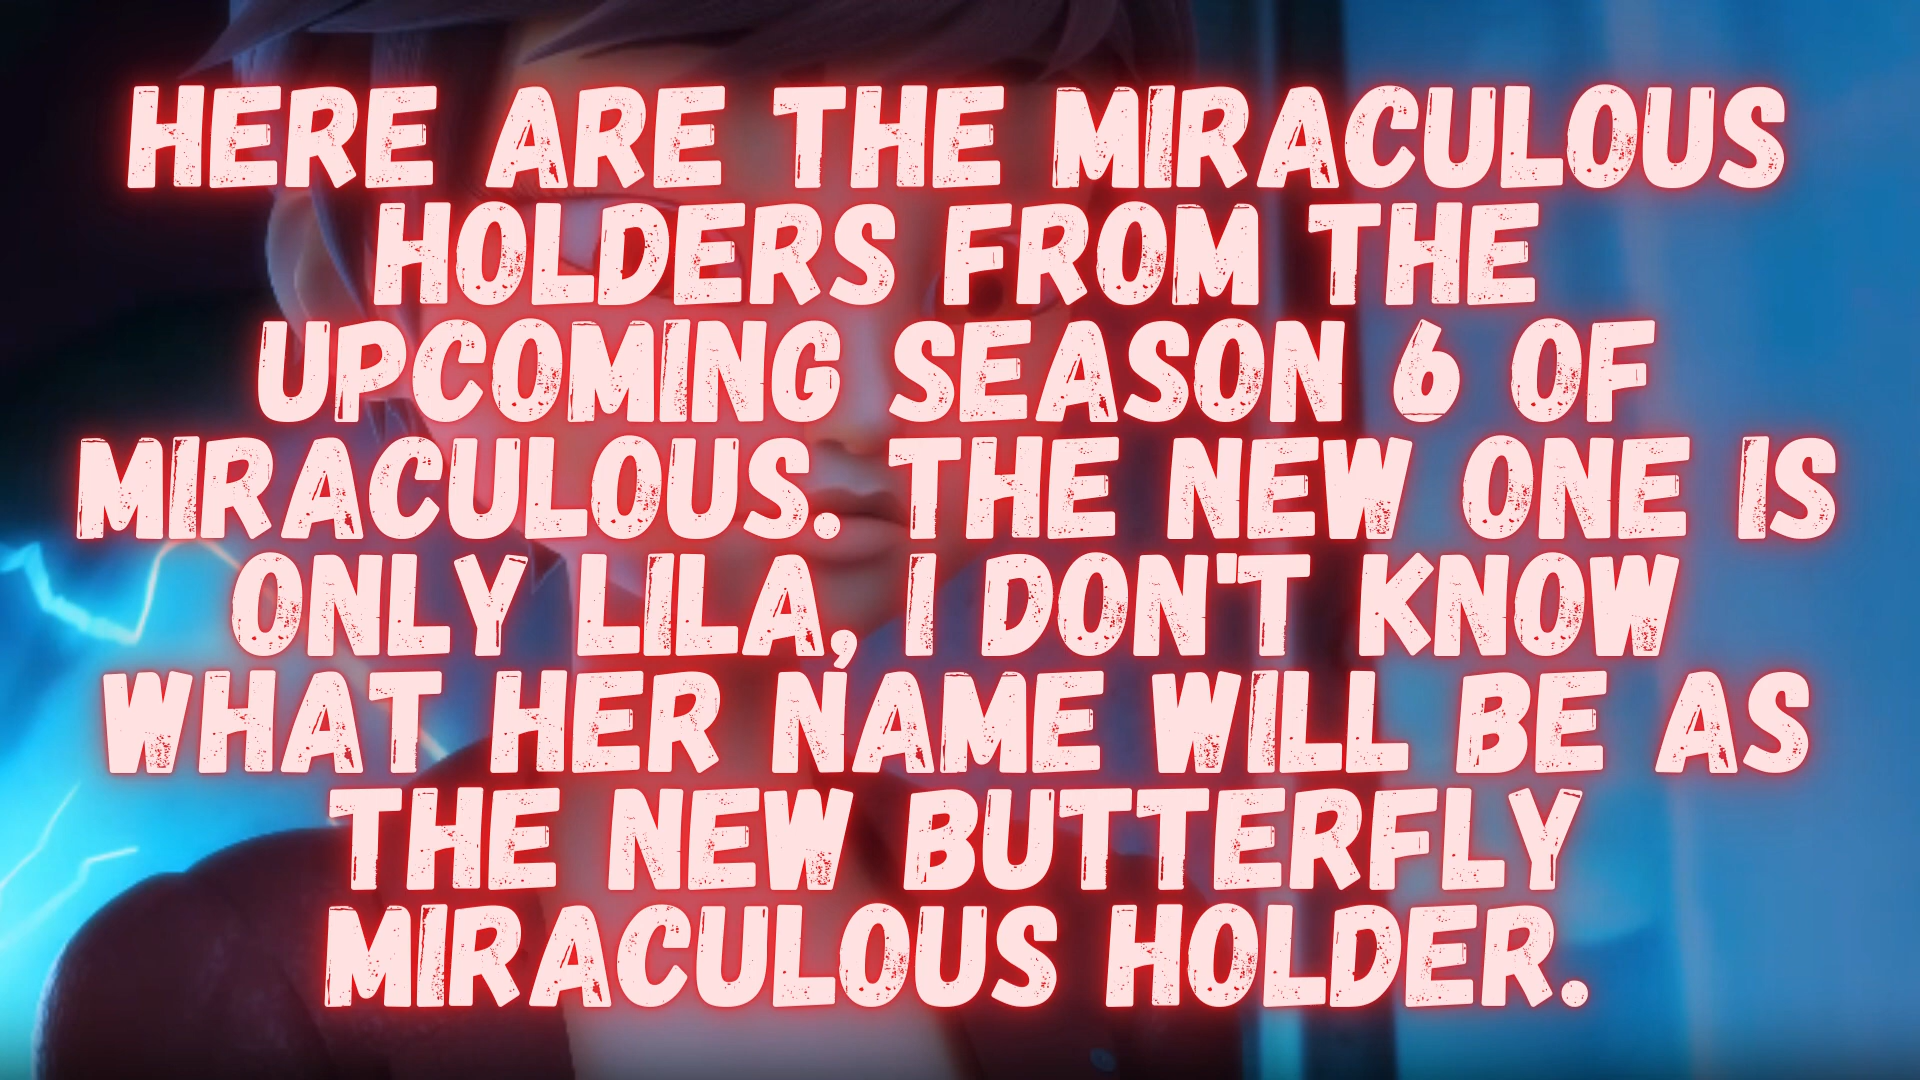 HERE ARE THE MIRACULOUS
HOLDERS FROM THE
UPCOMING SEASON 6 OF
MIRACULOUS. THE NEW ONE IS
ONLY LILA, I DON'T KNOW
WHAT HER NAME WILL BE AS
THE NEW BUTTERFLY
MIRACULOUS HOLDER.